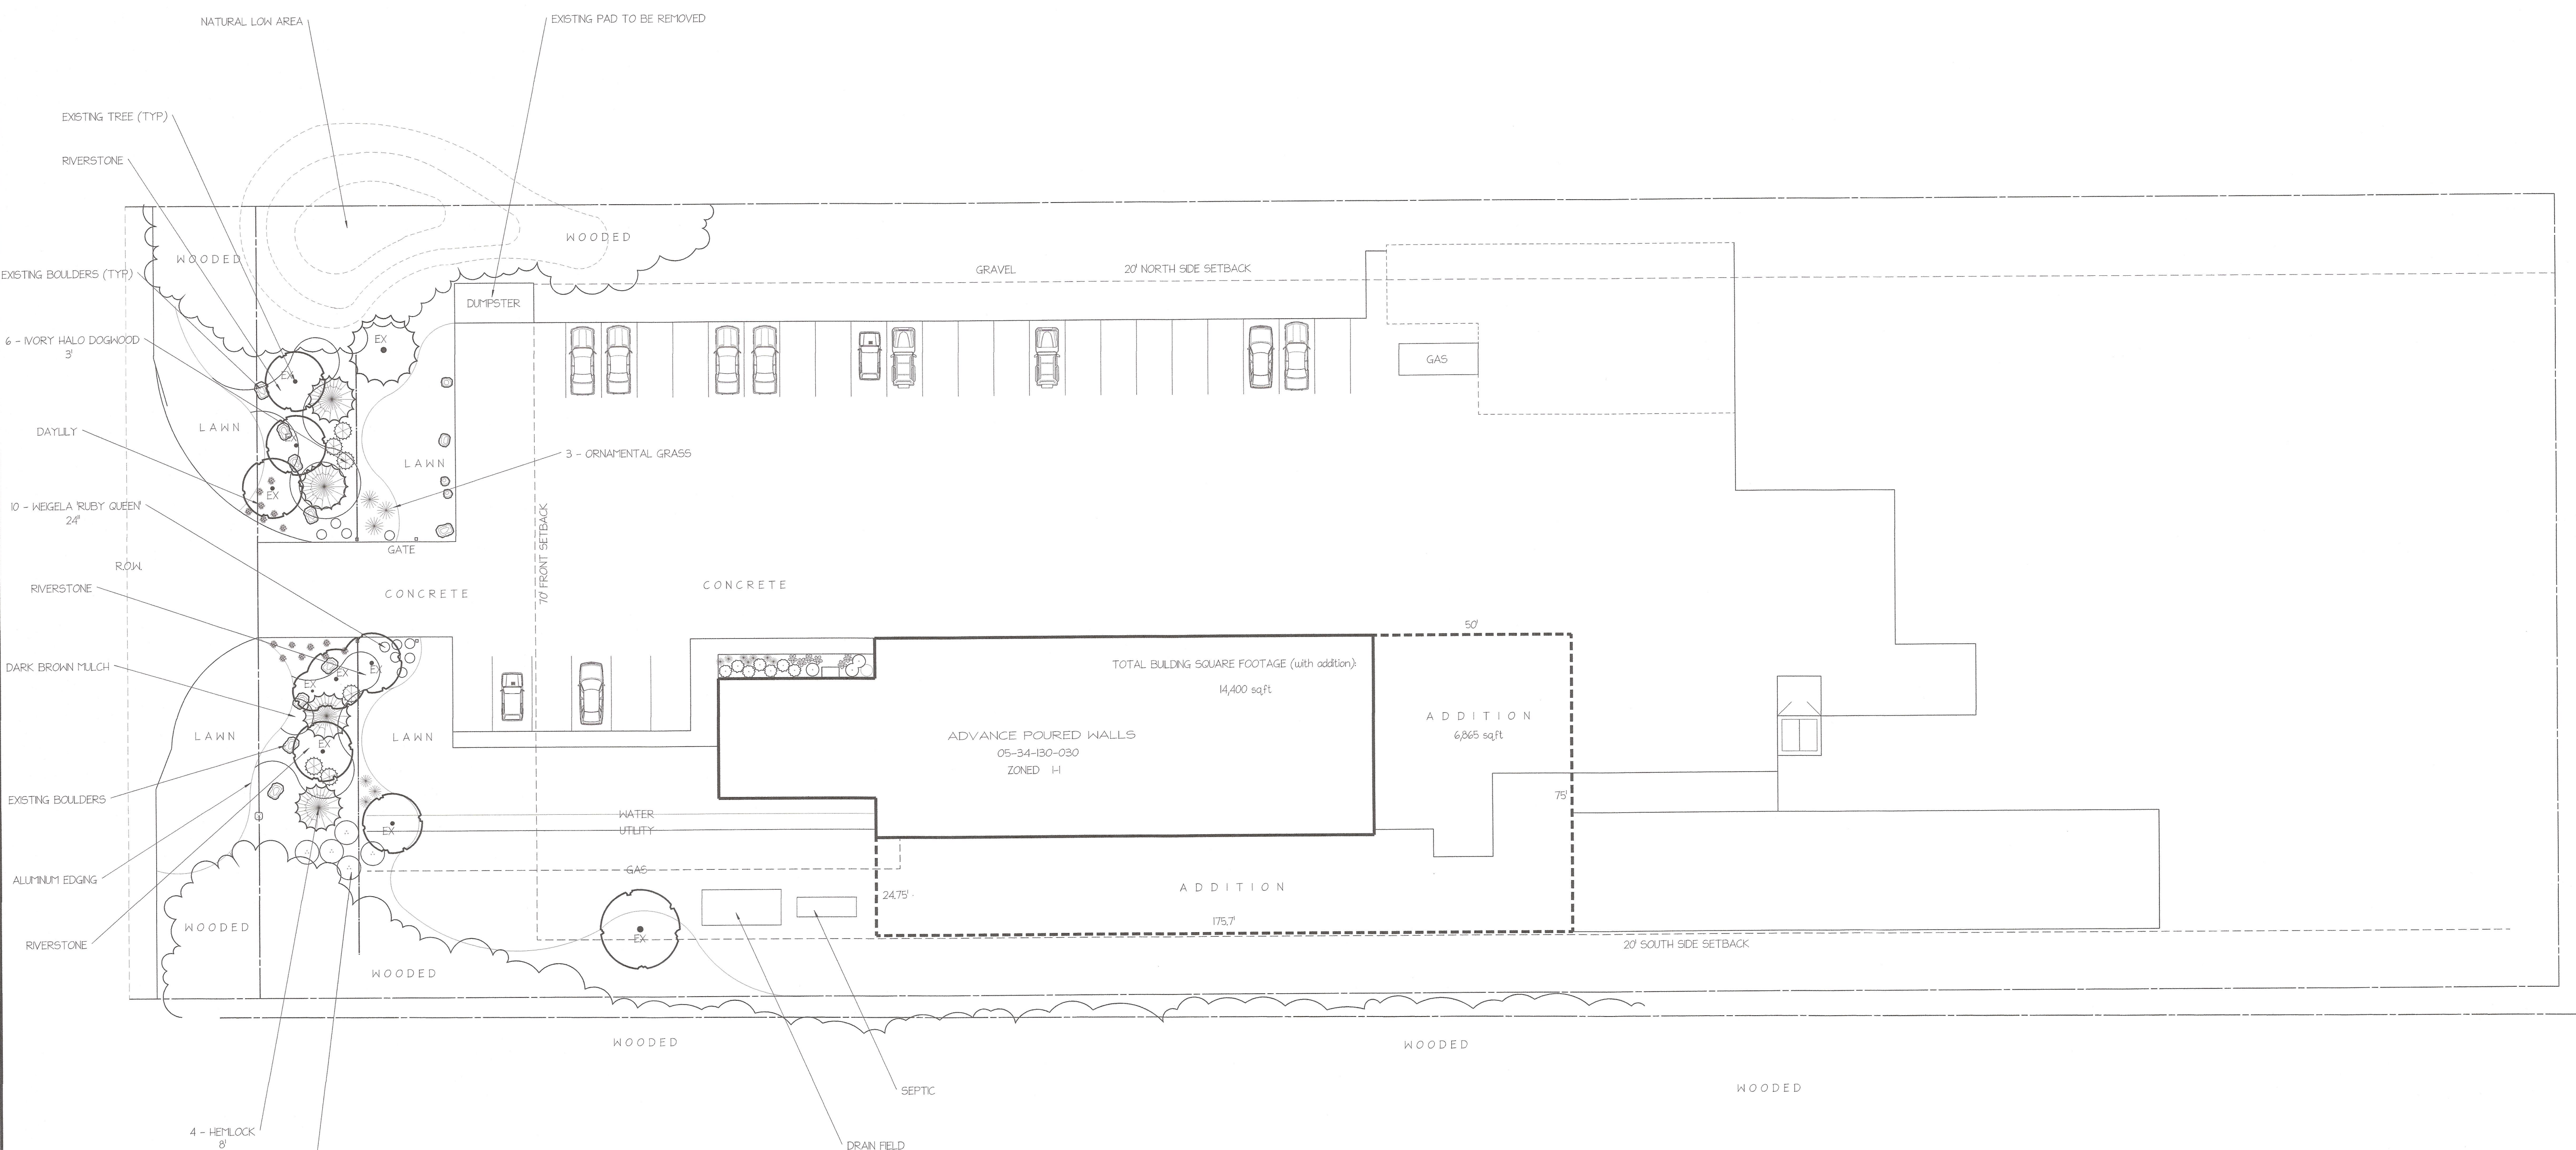 NATURAL LOW AREA
EXISTING PAD TO BE REMOVED
EXISTING TREE (TYP.)
RIVERSTONE
WOODED
WOODED
EXISTING BOULDERS (TYP.)
GRAVEL
20' NORTH SIDE SETBACK
DUMPSTER
6 - IVORY HALO DOGWOOD
3'
EX
GAS
EX
LAWN
DAYLILY
EX
3 - ORNAMENTAL GRASS
LAWN
EX
10 - WEIGELA 'RUBY QUEEN'
24"
70' FRONT SETBACK
GATE
R.O.W.
RIVERSTONE
CONCRETE
CONCRETE
50'
DARK BROWN MULCH
EX
EX
EX
TOTAL BUILDING SQUARE FOOTAGE (with addition):
14,400 sq.ft
ADDITION
6,865 sq.ft
LAWN
LAWN
EX
ADVANCE POURED WALLS
05-34-130-030
ZONED I-1
EXISTING BOULDERS
75'
WATER
UTILITY
EX
GAS
ALUMINUM EDGING
ADDITION
24.75'
175.7'
WOODED
EX
RIVERSTONE
20' SOUTH SIDE SETBACK
WOODED
WOODED
WOODED
WOODED
SEPTIC
4 - HEMLOCK
8'
DRAIN FIELD